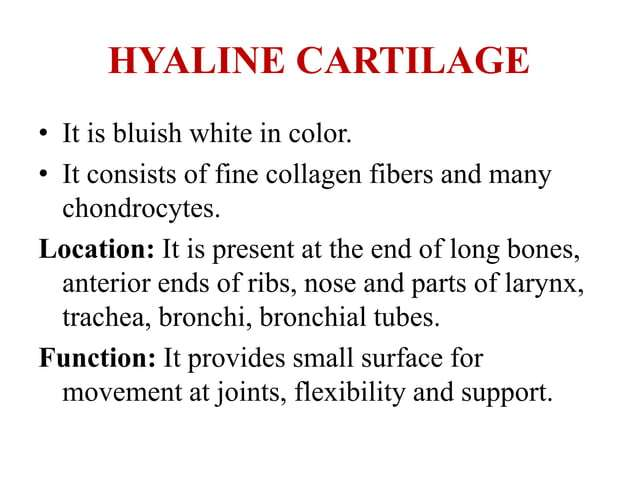 HYALINE CARTILAGE
• It is bluish white in color.
• It consists of fine collagen fibers and many
chondrocytes.
Location: It is present at the end of long bones,
anterior ends of ribs, nose and parts of larynx,
trachea, bronchi, bronchial tubes.
Function: It provides small surface for
movement at joints, flexibility and support.